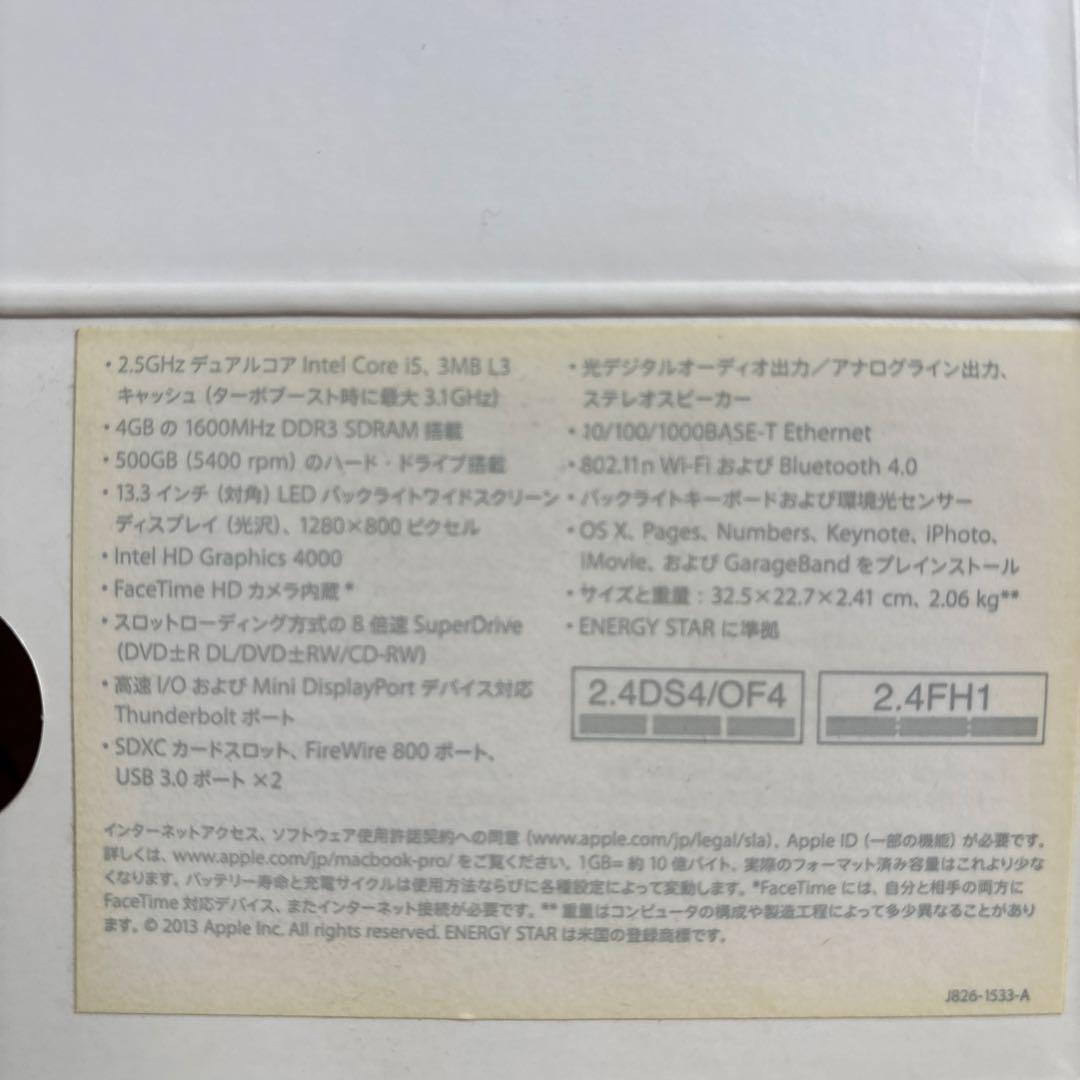 ・2.5GHz デュアルコア Intel Core i5、3MB L3
キャッシュ（ターボブースト時に最大 3.1GHz）
・4GB の 1600MHz DDR3 SDRAM 搭載
・500GB（5400 rpm）のハード・ドライブ搭載
・13.3 インチ（対角）LED バックライトワイドスクリーン
ディスプレイ（光沢）、1280×800 ピクセル
・Intel HD Graphics 4000
・FaceTime HD カメラ内蔵*
・スロットローディング方式の 8 倍速 SuperDrive
（DVD±R DL/DVD±RW/CD-RW）
・高速 I/O および Mini DisplayPort デバイス対応
Thunderbolt ポート
・SDXC カードスロット、FireWire 800 ポート、
USB 3.0 ポート ×2
・光デジタルオーディオ出力／アナログライン出力、
ステレオスピーカー
・10/100/1000BASE-T Ethernet
・802.11n Wi-Fi および Bluetooth 4.0
・バックライトキーボードおよび環境光センサー
・OS X、Pages、Numbers、Keynote、iPhoto、
iMovie、および GarageBand をプレインストール
・サイズと重量：32.5×22.7×2.41 cm、2.06 kg**
・ENERGY STAR に準拠
2.4DS4/OF4
2.4FH1
インターネットアクセス、ソフトウェア使用許諾契約への同意（www.apple.com/jp/legal/sla）、Apple ID（一部の機能）が必要です。
詳しくは、www.apple.com/jp/macbook-pro/ をご覧ください。1GB= 約 10 億バイト。実際のフォーマット済み容量はこれより少な
くなります。バッテリー寿命と充電サイクルは使用方法ならびに各種設定によって変動します。*FaceTime には、自分と相手の両方に
FaceTime 対応デバイス、またインターネット接続が必要です。** 重量はコンピュータの構成や製造工程によって多少異なることがあり
ます。© 2013 Apple Inc. All rights reserved. ENERGY STAR は米国の登録商標です。
J826-1533-A